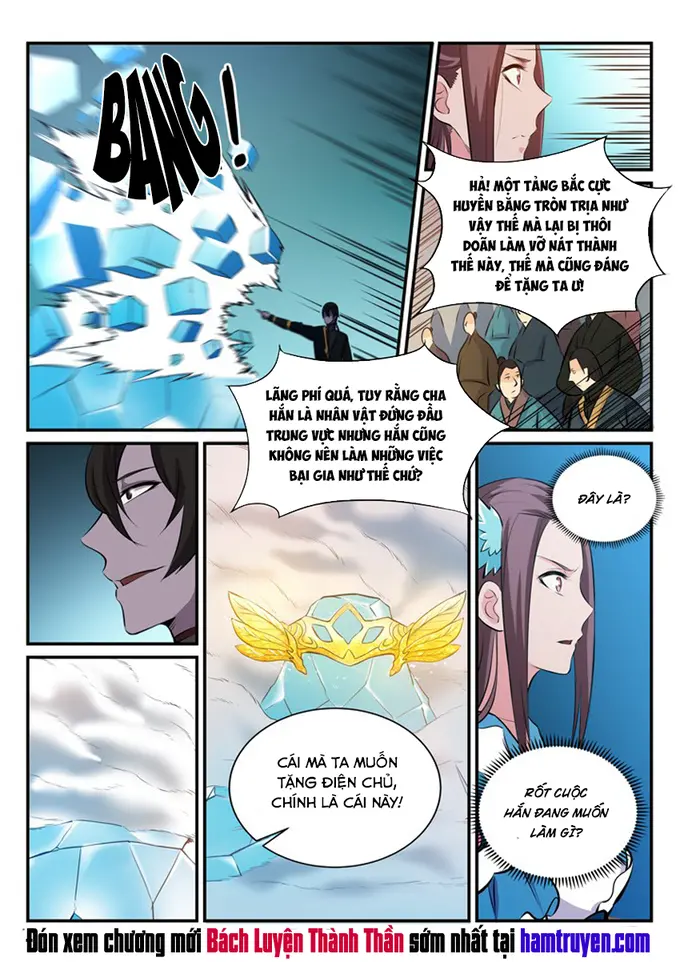 BANG!
HẢ! MỘT TẢNG BẮC CỰC
HUYỀN BĂNG TRÒN TRỊA NHƯ
VẬY THẾ MÀ LẠI BỊ THÔI
DOÃN LÀM VỠ NÁT THÀNH
THẾ NÀY, THẾ MÀ CŨNG ĐÁNG
ĐỂ TẶNG TA Ư!
LÃNG PHÍ QUÁ, TUY RẰNG CHA
HẮN LÀ NHÂN VẬT ĐỨNG ĐẦU
TRUNG VỰC NHƯNG HẮN CŨNG
KHÔNG NÊN LÀM NHỮNG VIỆC
BẠI GIA NHƯ THẾ CHỨ?
ĐÂY LÀ?
CÁI MÀ TA MUỐN
TẶNG ĐIỆN CHỦ,
CHÍNH LÀ CÁI NÀY!
RỐT CUỘC
HẮN ĐANG MUỐN
LÀM GÌ?
Đón xem chương mới Bách Luyện Thành Thần sớm nhất tại hamtruyen.com